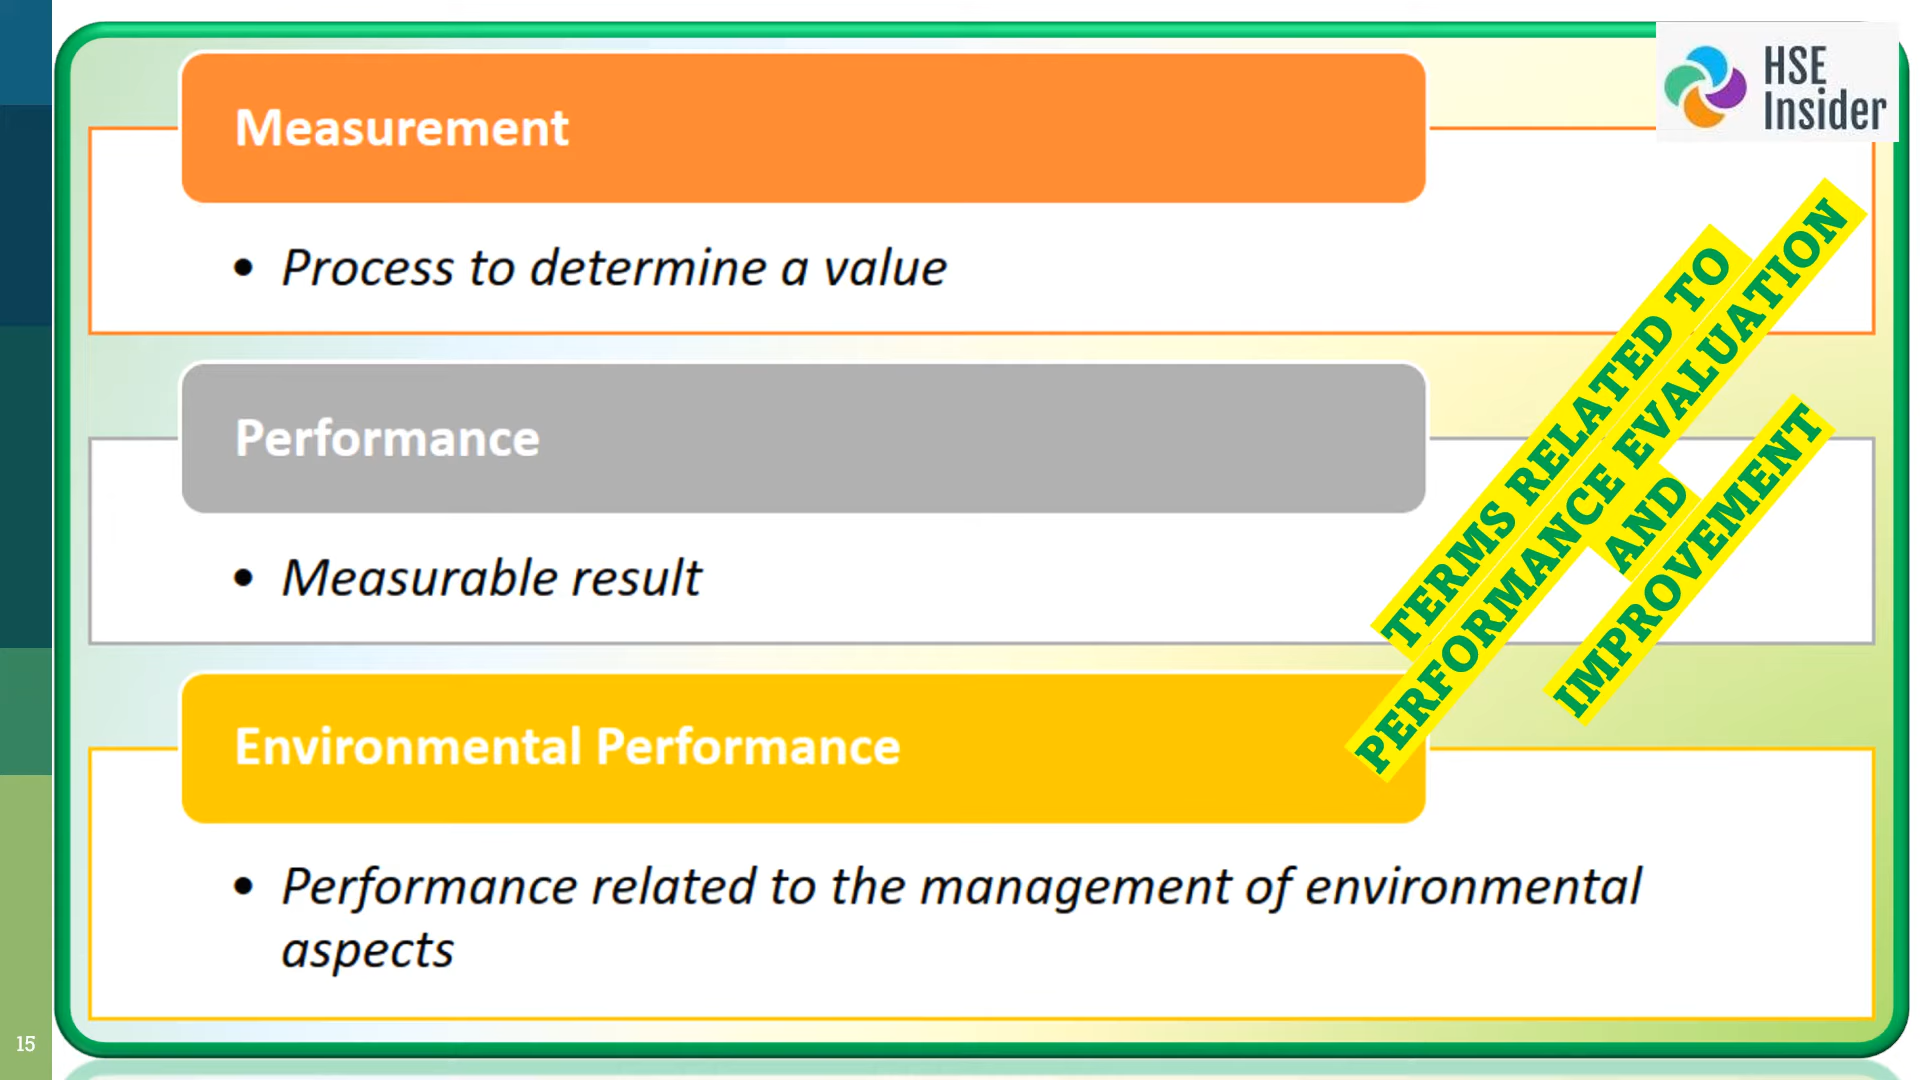 HSE
Insider
Measurement
• Process to determine a value
Performance
• Measurable result
Environmental Performance
• Performance related to the management of environmental
aspects
TERMS RELATED TO
PERFORMANCE EVALUATION
AND
IMPROVEMENT
15